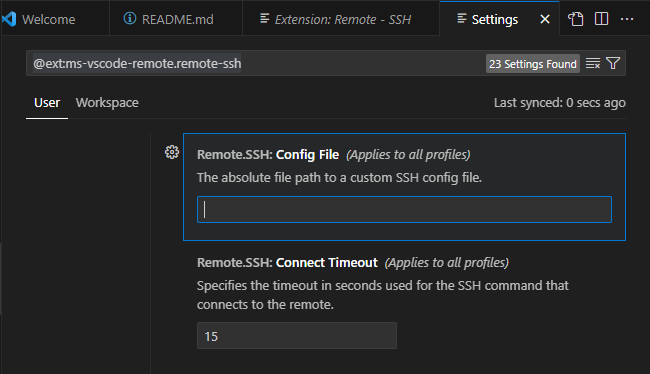 Welcome README.md Extension: Remote - SSH Settings
@ext:ms-vscode-remote.remote-ssh 23 Settings Found
User Workspace Last synced: 0 secs ago
Remote.SSH: Config File (Applies to all profiles)
The absolute file path to a custom SSH config file.
Remote.SSH: Connect Timeout (Applies to all profiles)
Specifies the timeout in seconds used for the SSH command that
connects to the remote.
15